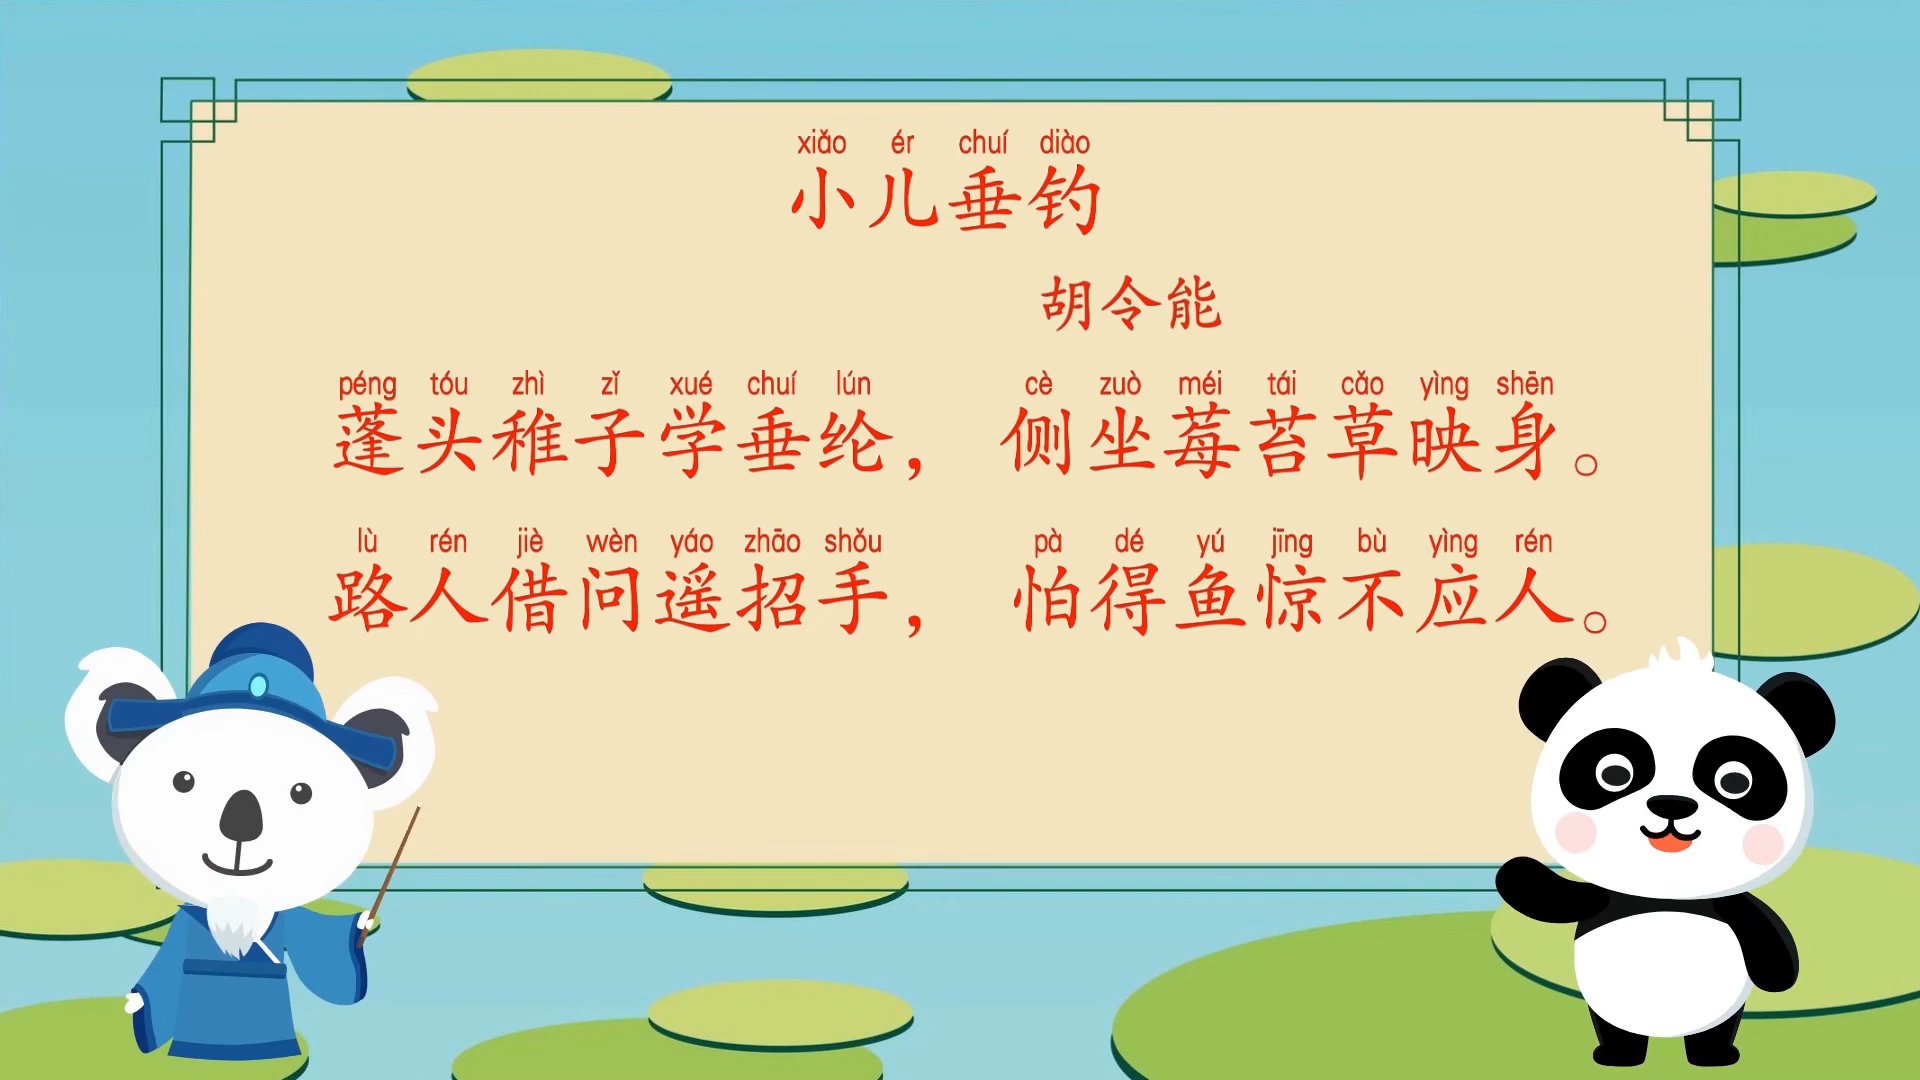 xiǎo ér chuí diào
小儿垂钓
胡令能
péng tóu zhì zǐ xué chuí lún cè zuò méi tái cǎo yìng shēn
蓬头稚子学垂纶，侧坐莓苔草映身。
lù rén jiè wèn yáo zhāo shǒu pà dé yú jīng bù yìng rén
路人借问遥招手，怕得鱼惊不应人。